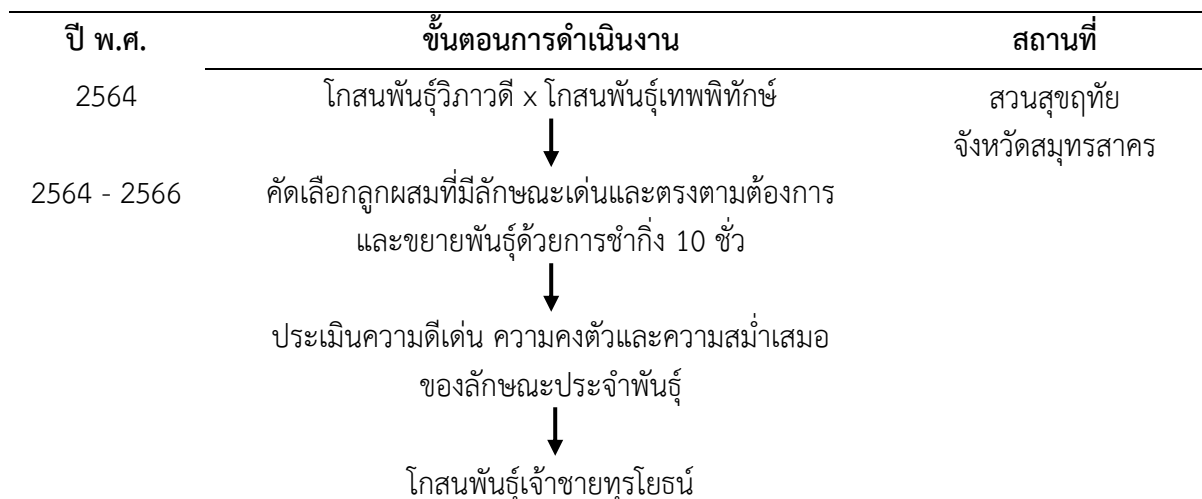 ปี พ.ศ. ขั้นตอนการดำเนินงาน สถานที่
2564 โกสนพันธุ์วิภาวดี x โกสนพันธุ์เทพพิทักษ์ สวนสุขฤทัย
จังหวัดสมุทรสาคร
2564 - 2566 คัดเลือกลูกผสมที่มีลักษณะเด่นและตรงตามต้องการ
และขยายพันธุ์ด้วยการชำกิ่ง 10 ชั่ว
ประเมินความดีเด่น ความคงตัวและความสม่ำเสมอ
ของลักษณะประจำพันธุ์
โกสนพันธุ์เจ้าชายทุรโยธน์